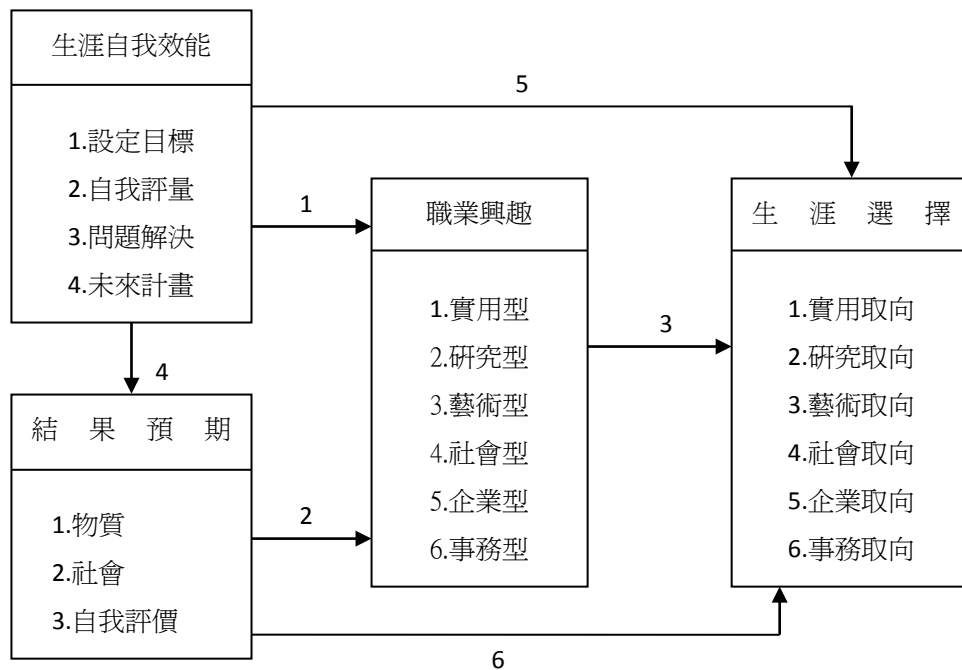 生涯自我效能
1.設定目標
2.自我評量
3.問題解決
4.未來計畫
5
1
4
結果預期
1.物質
2.社會
3.自我評價
2
職業興趣
1.實用型
2.研究型
3.藝術型
4.社會型
5.企業型
6.事務型
3
生涯選擇
1.實用取向
2.研究取向
3.藝術取向
4.社會取向
5.企業取向
6.事務取向
6